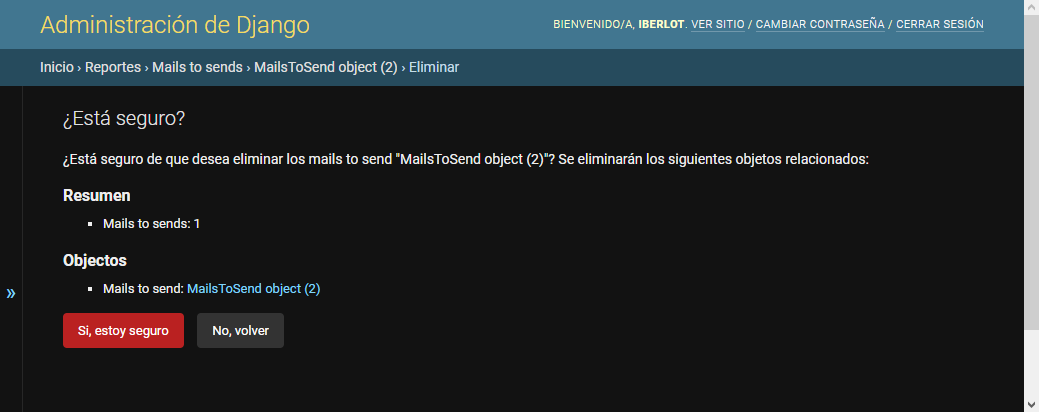 Administración de Django
BIENVENIDO/A, IBERLOT. VER SITIO / CAMBIAR CONTRASEÑA / CERRAR SESIÓN
Inicio › Reportes › Mails to sends › MailsToSend object (2) › Eliminar
¿Está seguro?
¿Está seguro de que desea eliminar los mails to send "MailsToSend object (2)"? Se eliminarán los siguientes objetos relacionados:
Resumen
Mails to sends: 1
Objectos
Mails to send: MailsToSend object (2)
»
Si, estoy seguro No, volver